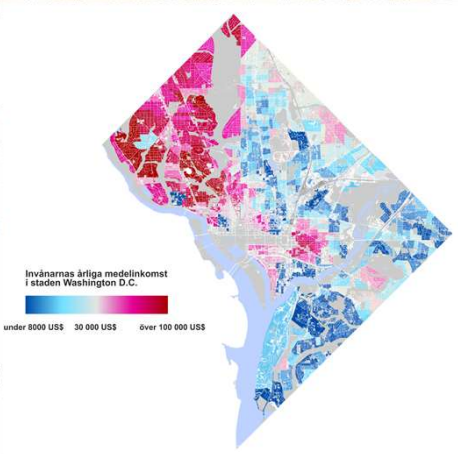 Invånarnas årliga medelinkomst
i staden Washington D.C.
under 8000 US$ 30 000 US$ över 100 000 US$